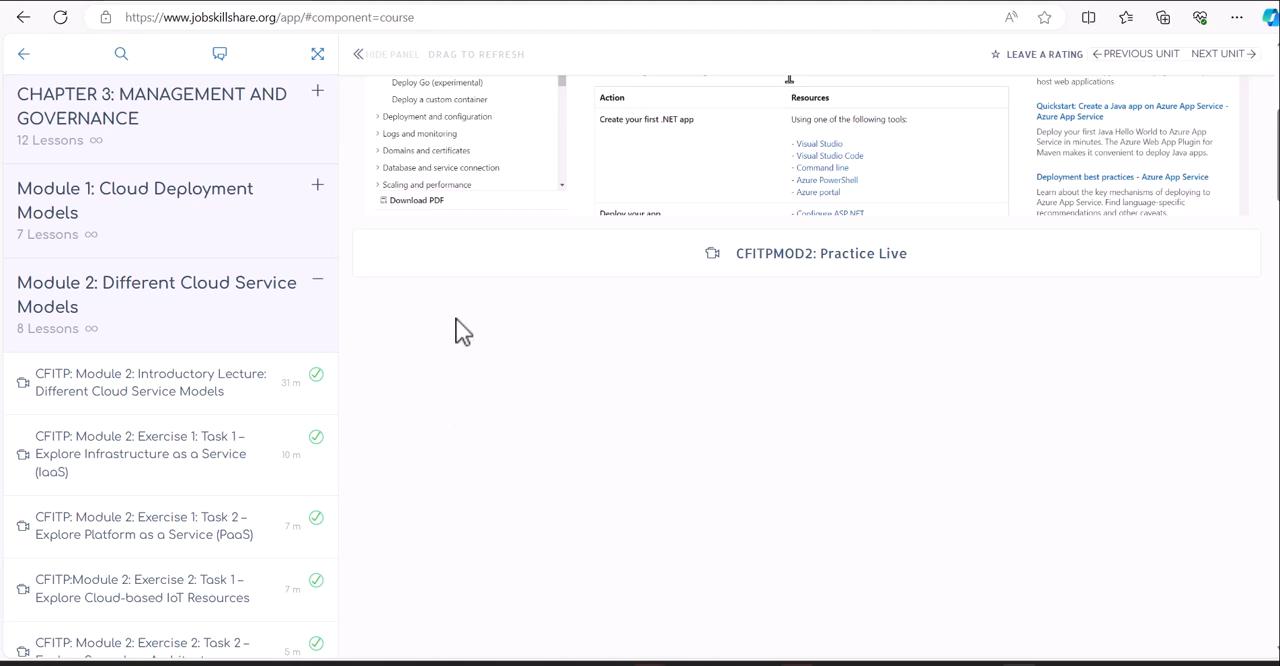 https://www.jobskillshare.org/app/#component=course
HIDE PANEL DRAG TO REFRESH
LEAVE A RATING PREVIOUS UNIT NEXT UNIT
CHAPTER 3: MANAGEMENT AND
GOVERNANCE
12 Lessons
Module 1: Cloud Deployment
Models
7 Lessons
Module 2: Different Cloud Service
Models
8 Lessons
CFITP: Module 2: Introductory Lecture:
Different Cloud Service Models
31 m
CFITP: Module 2: Exercise 1: Task 1 –
Explore Infrastructure as a Service
(IaaS)
10 m
CFITP: Module 2: Exercise 1: Task 2 –
Explore Platform as a Service (PaaS)
7 m
CFITP:Module 2: Exercise 2: Task 1 –
Explore Cloud-based IoT Resources
7 m
CFITP: Module 2: Exercise 2: Task 2 –
5 m
Deploy Go (experimental)
Deploy a custom container
Deployment and configuration
Logs and monitoring
Domains and certificates
Database and service connection
Scaling and performance
Download PDF
Action Resources
Create your first .NET app Using one of the following tools:
- Visual Studio
- Visual Studio Code
- Command line
- Azure PowerShell
- Azure portal
Deploy your app - Configure ASP.NET
host web applications
Quickstart: Create a Java app on Azure App Service -
Azure App Service
Deploy your first Java Hello World to Azure App
Service in minutes. The Azure Web App Plugin for
Maven makes it convenient to deploy Java apps.
Deployment best practices - Azure App Service
Learn about the key mechanisms of deploying to
Azure App Service. Find language-specific
recommendations and other caveats.
CFITPMOD2: Practice Live